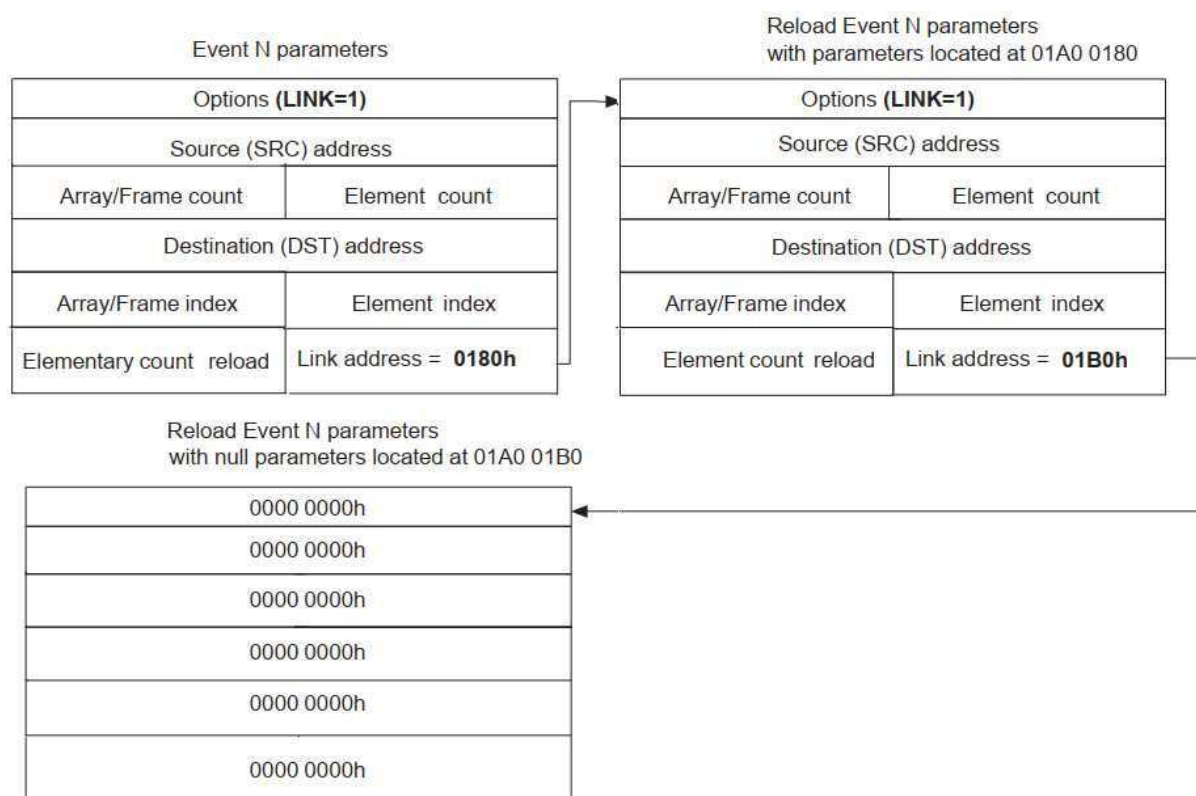 Event N parameters
Options (LINK=1)
Source (SRC) address
Array/Frame count Element count
Destination (DST) address
Array/Frame index Element index
Elementary count reload Link address = 0180h
Reload Event N parameters
with parameters located at 01A0 0180
Options (LINK=1)
Source (SRC) address
Array/Frame count Element count
Destination (DST) address
Array/Frame index Element index
Element count reload Link address = 01B0h
Reload Event N parameters
with null parameters located at 01A0 01B0
0000 0000h
0000 0000h
0000 0000h
0000 0000h
0000 0000h
0000 0000h